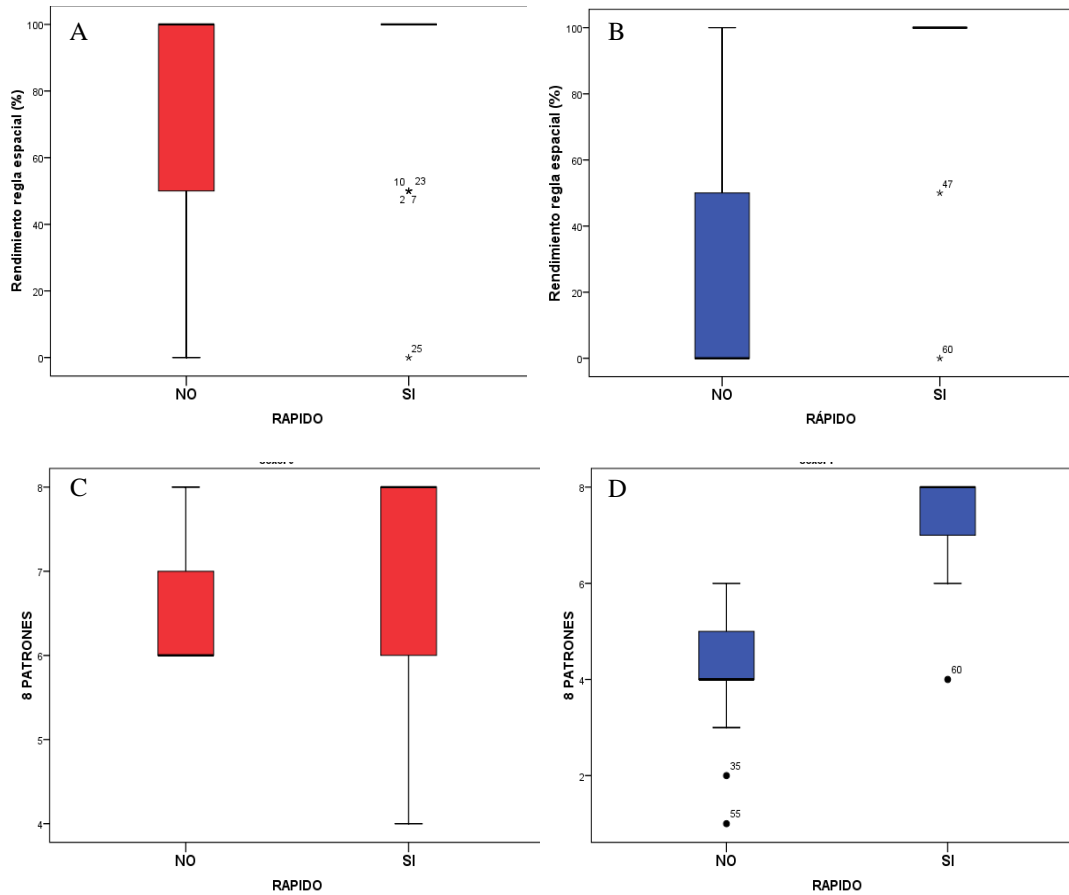 A
Rendimiento regla espacial (%)
100
80
60
40
20
0
10 23
2 7
25
NO
SI
RAPIDO
B
Rendimiento regla espacial (%)
100
80
60
40
20
0
47
60
NO
SI
RÁPIDO
C
8 PATRONES
8
7
6
5
4
NO
SI
RAPIDO
D
8 PATRONES
8
6
4
2
35
55
60
NO
SI
RAPIDO